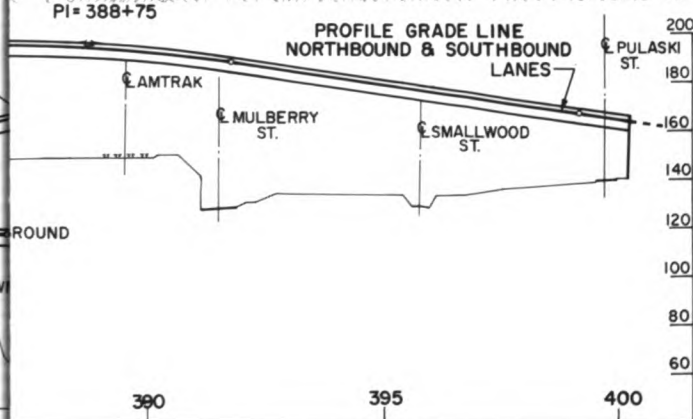 PI= 388+75
PROFILE GRADE LINE
NORTHBOUND & SOUTHBOUND
LANES
℄ PULASKI
ST.
℄ AMTRAK
℄ MULBERRY
ST.
℄ SMALLWOOD
ST.
ROUND
200
180
160
140
120
100
80
60
390
395
400